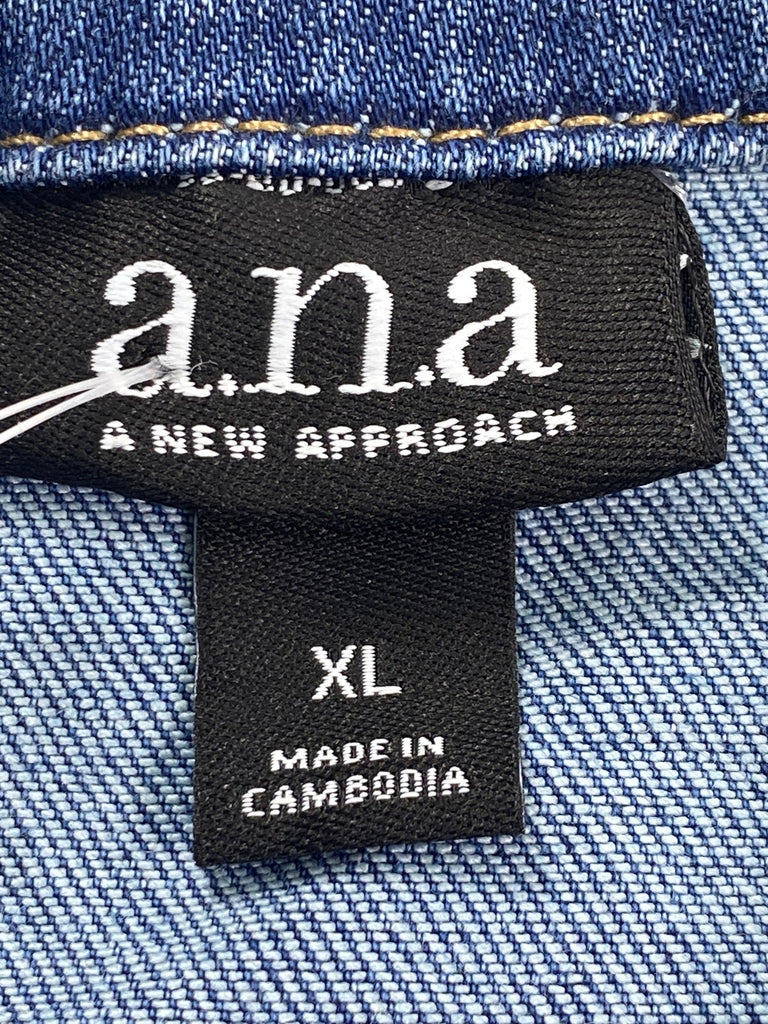 a.n.a
A NEW APPROACH
XL
MADE IN
CAMBODIA